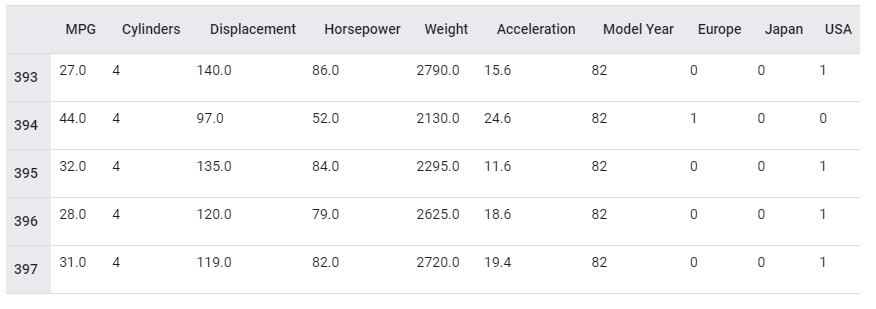 MPG Cylinders Displacement Horsepower Weight Acceleration Model Year Europe Japan USA
393 27.0 4 140.0 86.0 2790.0 15.6 82 0 0 1
394 44.0 4 97.0 52.0 2130.0 24.6 82 1 0 0
395 32.0 4 135.0 84.0 2295.0 11.6 82 0 0 1
396 28.0 4 120.0 79.0 2625.0 18.6 82 0 0 1
397 31.0 4 119.0 82.0 2720.0 19.4 82 0 0 1